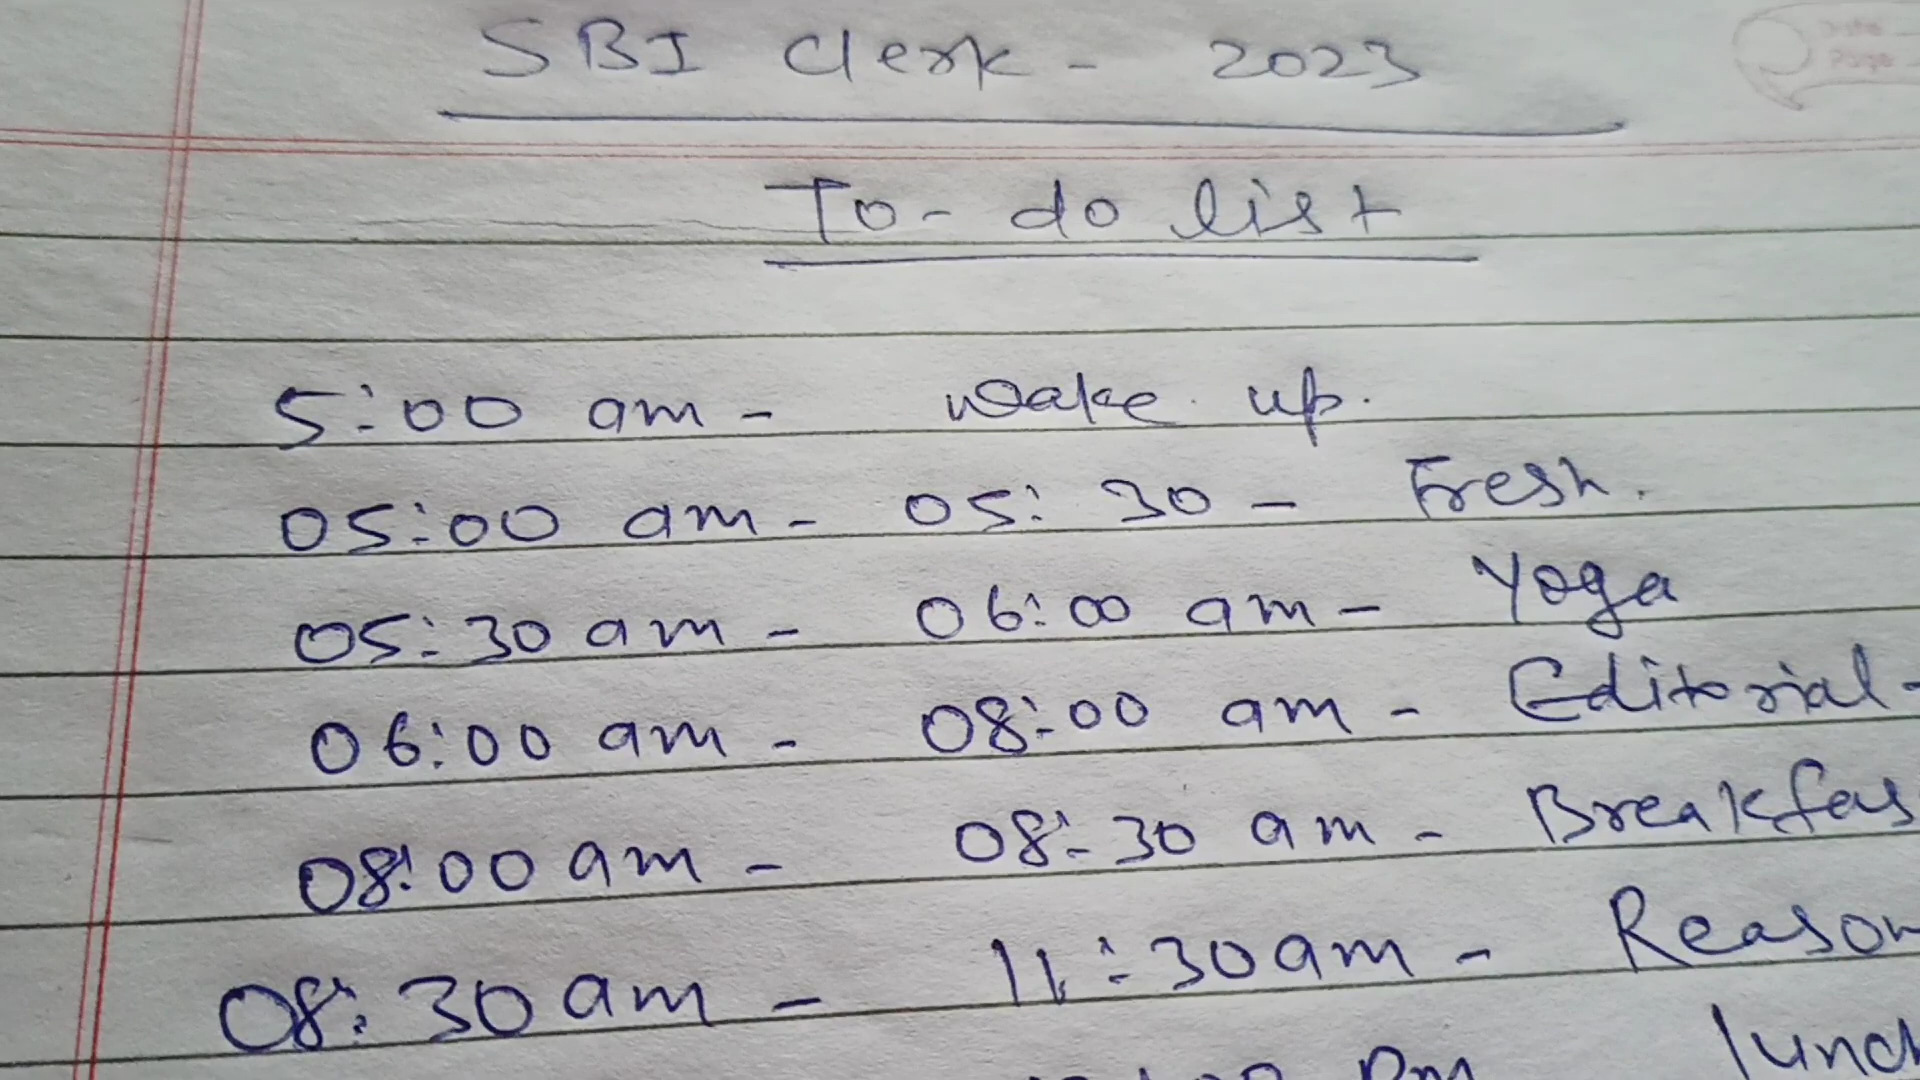 SBI Clerk - 2023
To-do list
5:00 am - wake up.
05:00 am - 05:30 - Fresh.
05:30 am - 06:00 am - Yoga
06:00 am - 08:00 am - Editorial -
08:00 am - 08:30 am - Breakfas
08:30 am - 11:30 am - Reason
Pm lunch